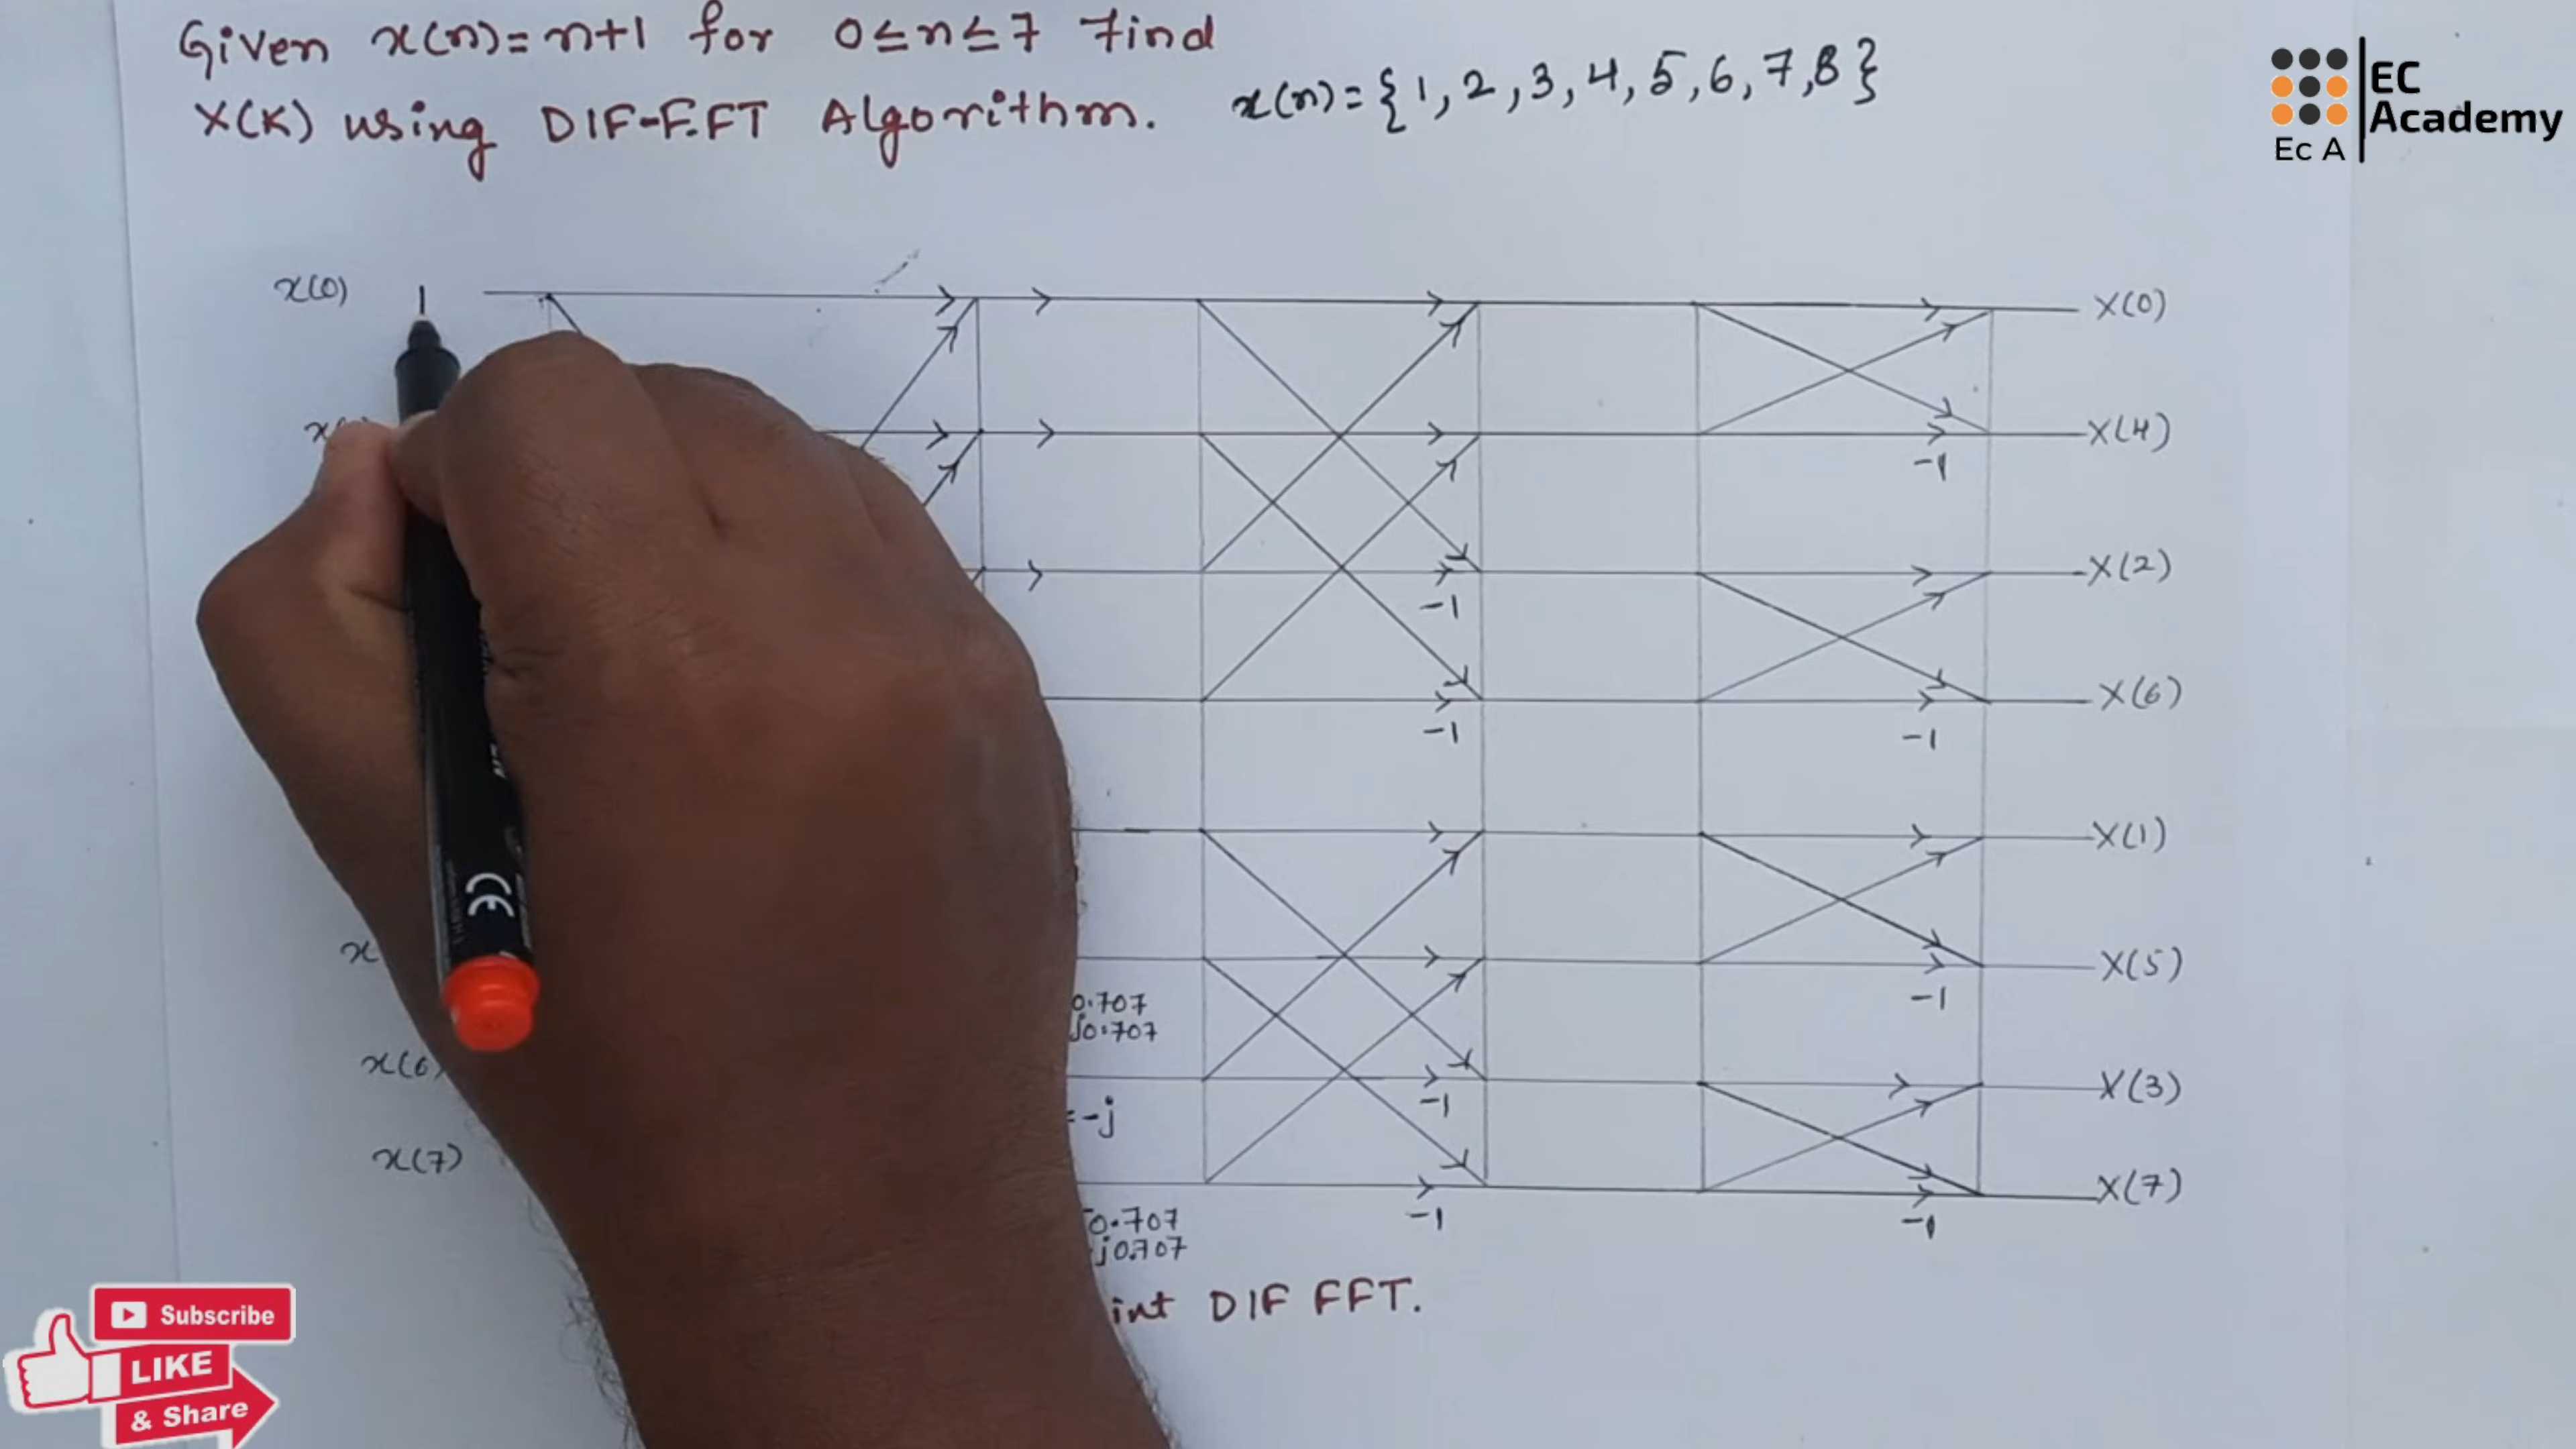 Given x(n)=n+1 for 0≤n≤7 find
X(K) using DIF-F.FT Algorithm.
x(n)={1,2,3,4,5,6,7,8}
EC
Academy
Ec A
x(0) 1
X(0)
X(4)
-1
X(2)
-1
X(6)
-1
-1
X(1)
X(5)
-1
0.707
j0.707
x(6)
X(3)
-1
=-j
x(7)
X(7)
-1
-1
0.707
j0.707
DIF FFT.
CE
Subscribe
LIKE
& Share